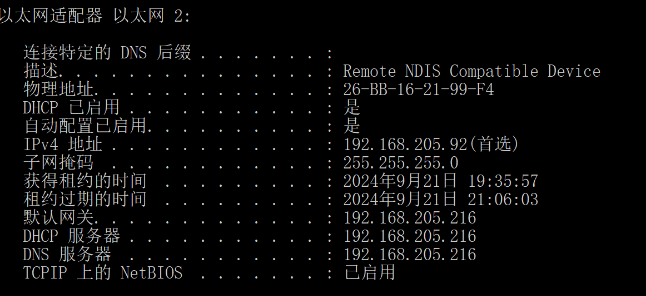 以太网适配器 以太网 2:
连接特定的 DNS 后缀 . . . . . . . :
描述. . . . . . . . . . . . . . . : Remote NDIS Compatible Device
物理地址. . . . . . . . . . . . . : 26-BB-16-21-99-F4
DHCP 已启用 . . . . . . . . . . . : 是
自动配置已启用. . . . . . . . . . : 是
IPv4 地址 . . . . . . . . . . . . : 192.168.205.92(首选)
子网掩码 . . . . . . . . . . . . : 255.255.255.0
获得租约的时间 . . . . . . . . . : 2024年9月21日 19:35:57
租约过期的时间 . . . . . . . . . : 2024年9月21日 21:06:03
默认网关. . . . . . . . . . . . . : 192.168.205.216
DHCP 服务器 . . . . . . . . . . . : 192.168.205.216
DNS 服务器 . . . . . . . . . . . : 192.168.205.216
TCPIP 上的 NetBIOS . . . . . . . : 已启用